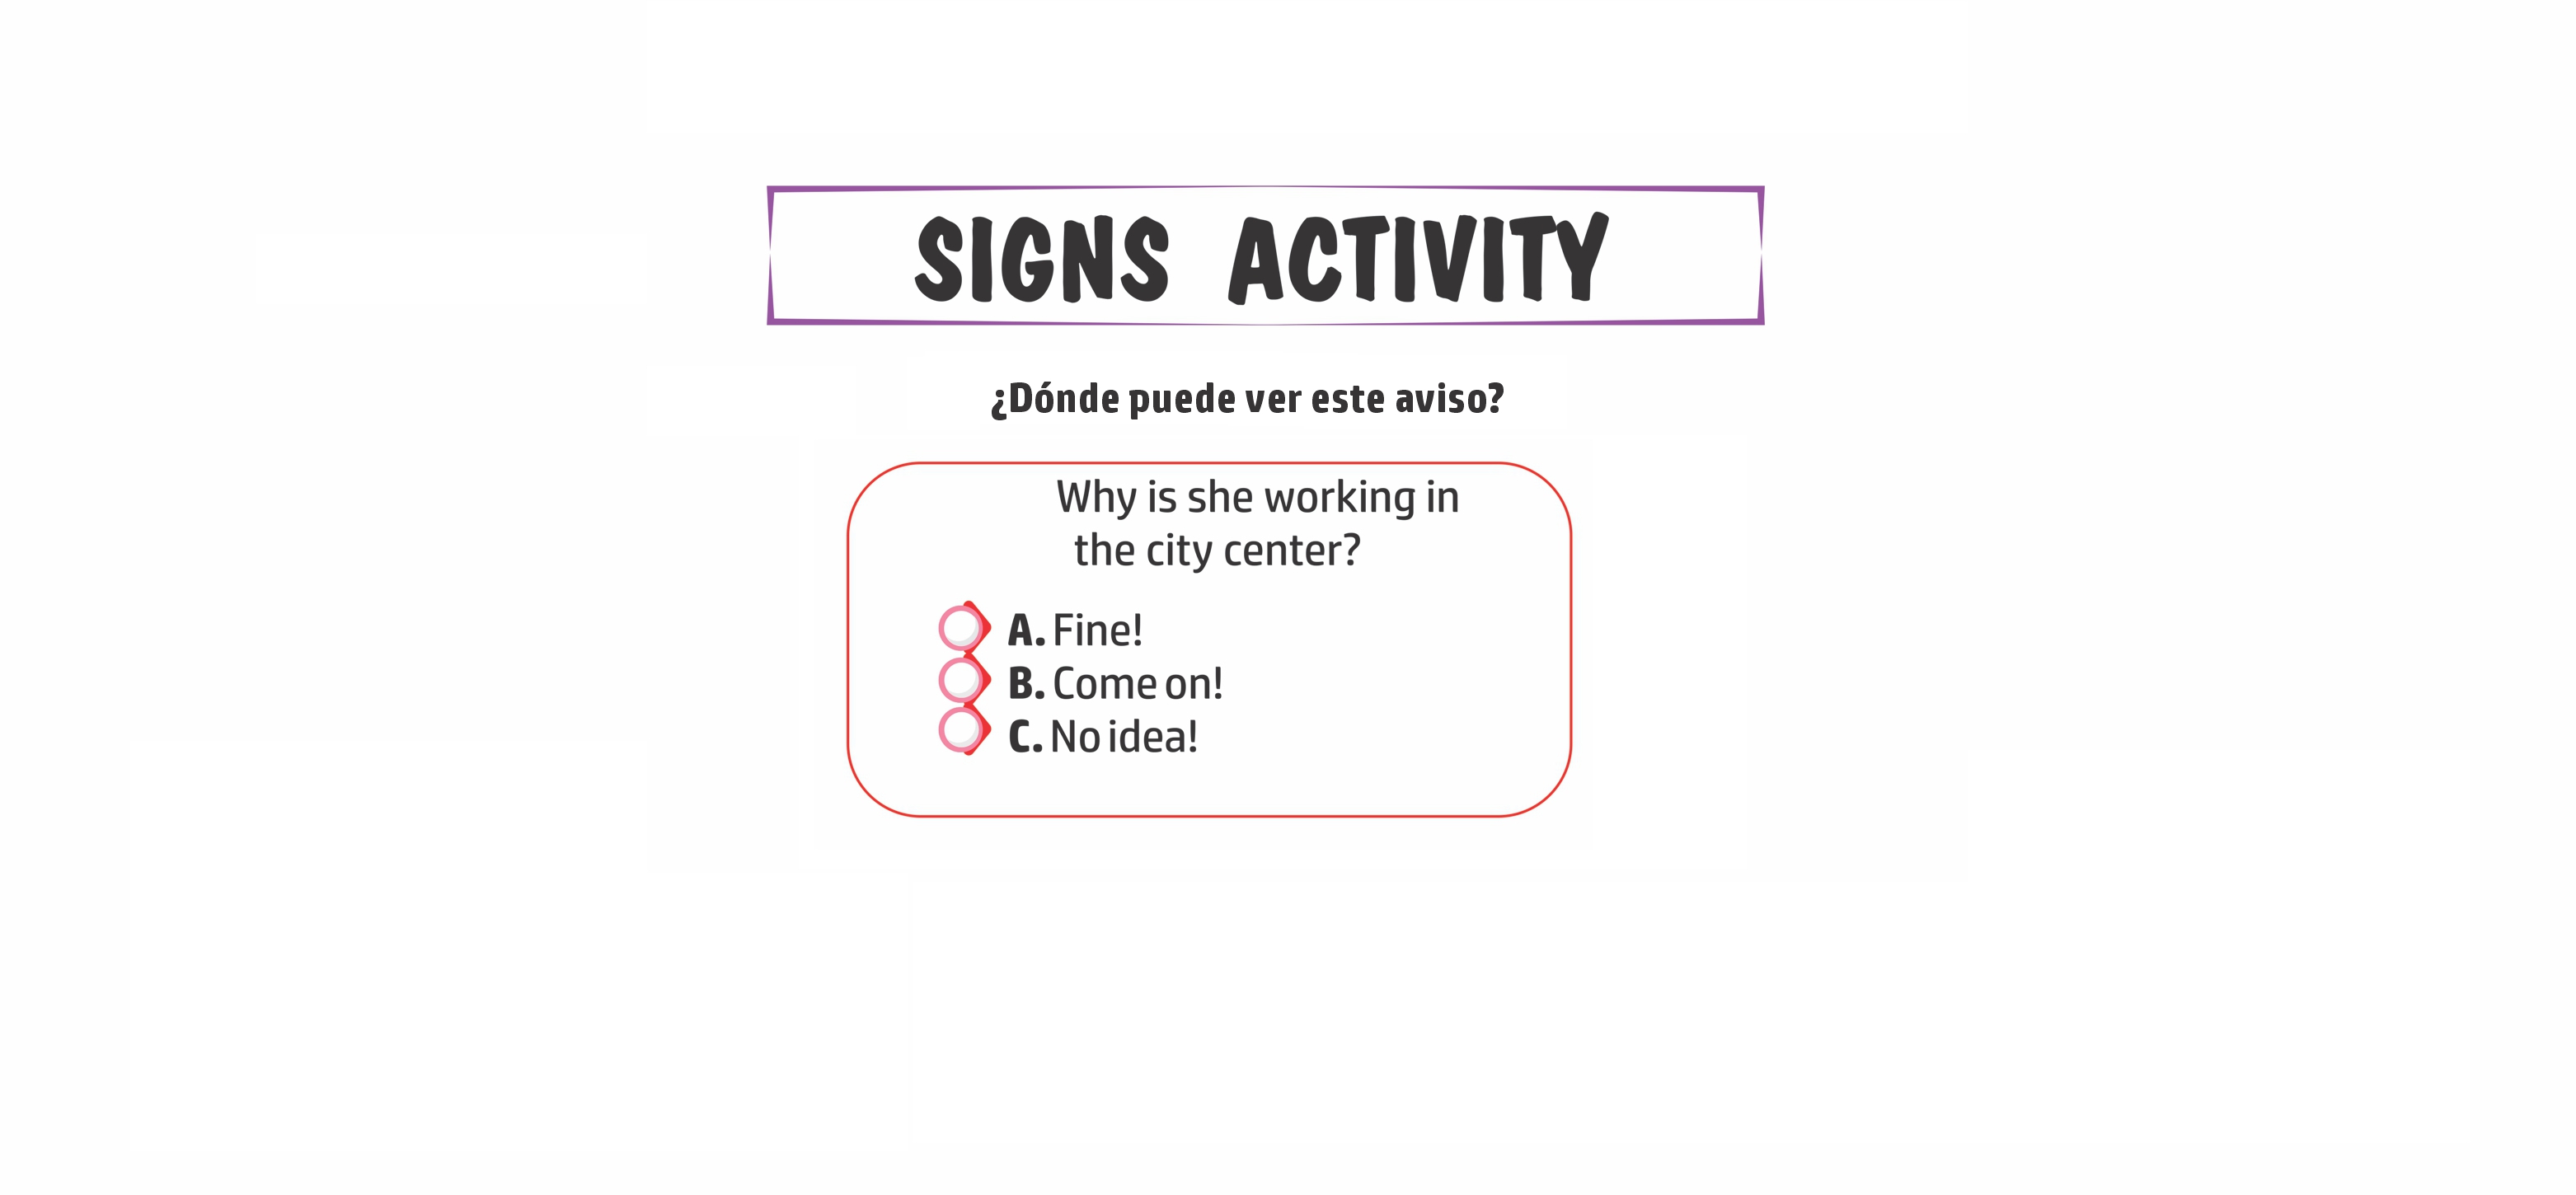 SIGNS ACTIVITY
¿Dónde puede ver este aviso?
Why is she working in
the city center?
A. Fine!
B. Come on!
C. No idea!